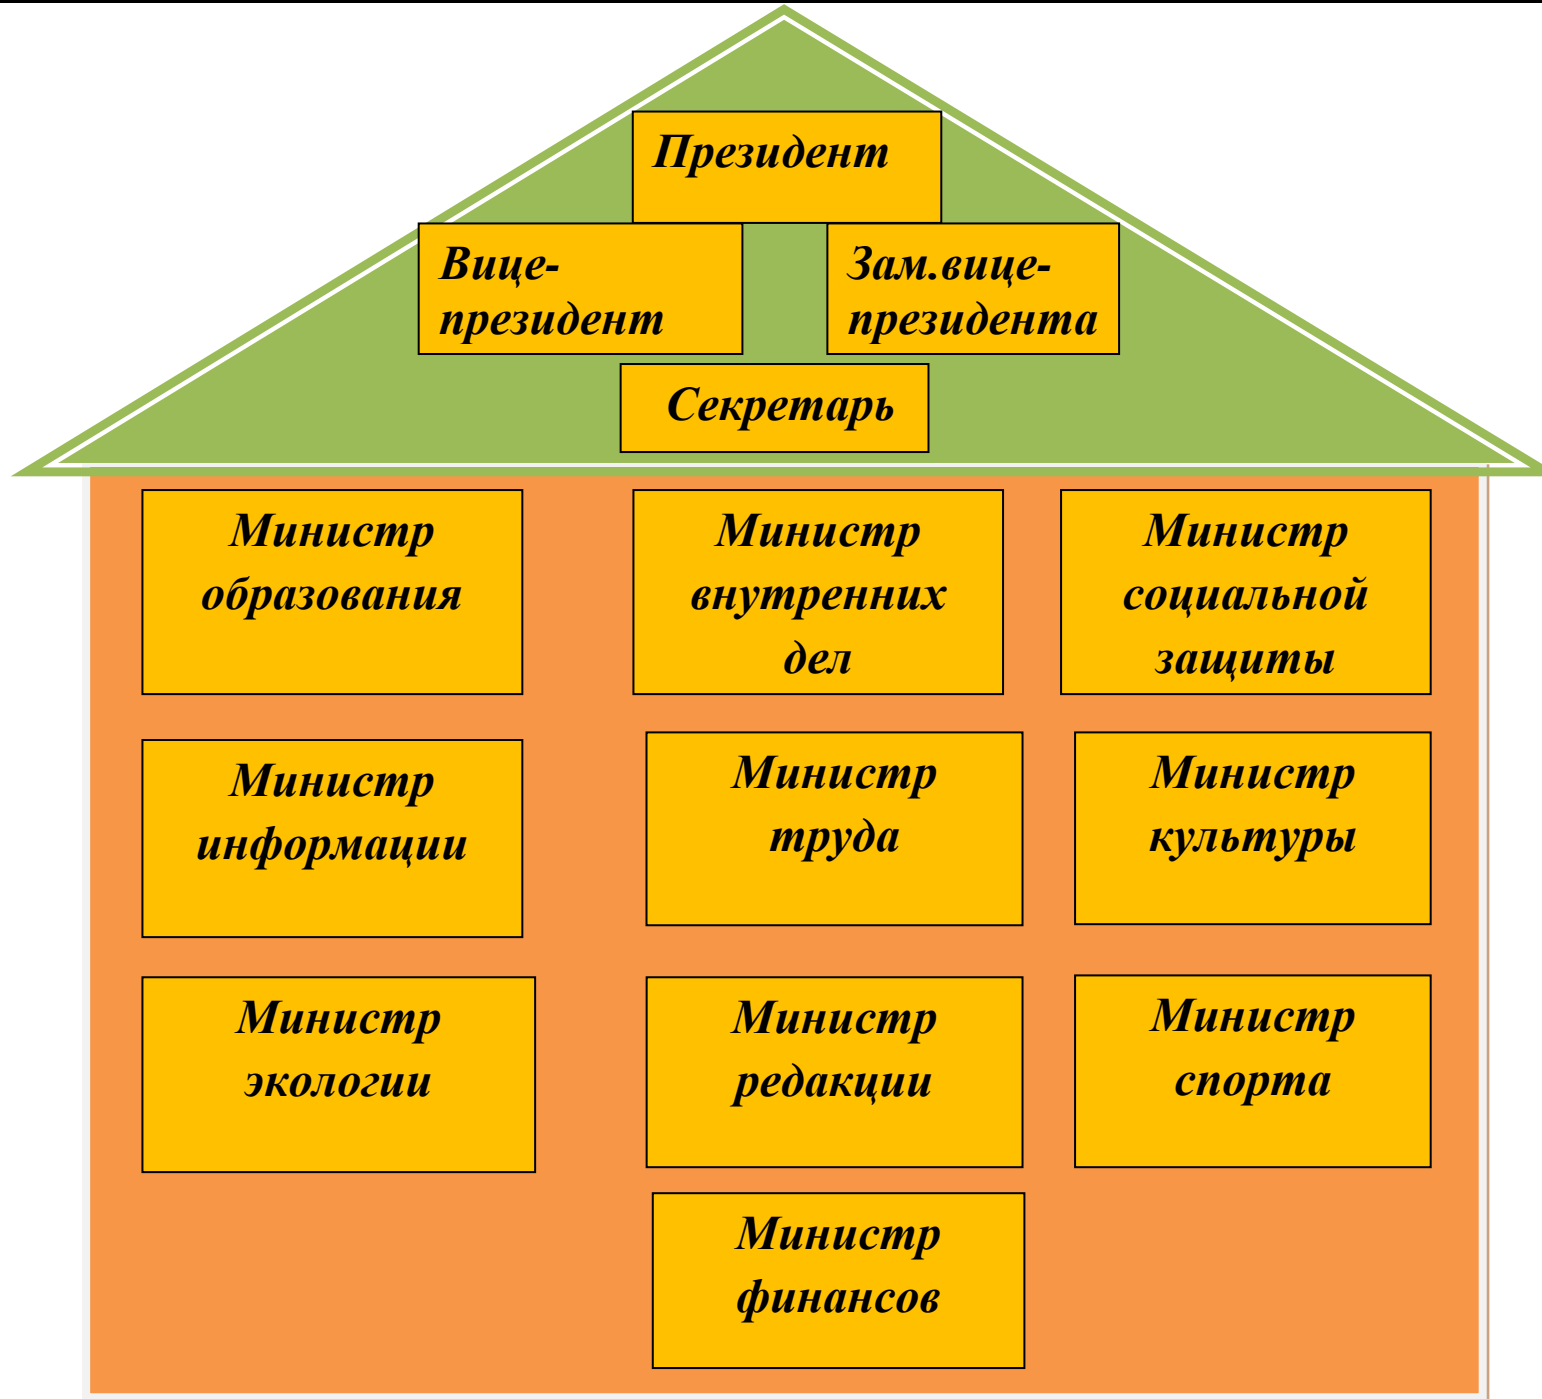 Президент
Вице-
президент
Зам.вице-
президента
Секретарь
Министр
образования
Министр
внутренних
дел
Министр
социальной
защиты
Министр
информации
Министр
труда
Министр
культуры
Министр
экологии
Министр
редакции
Министр
спорта
Министр
финансов